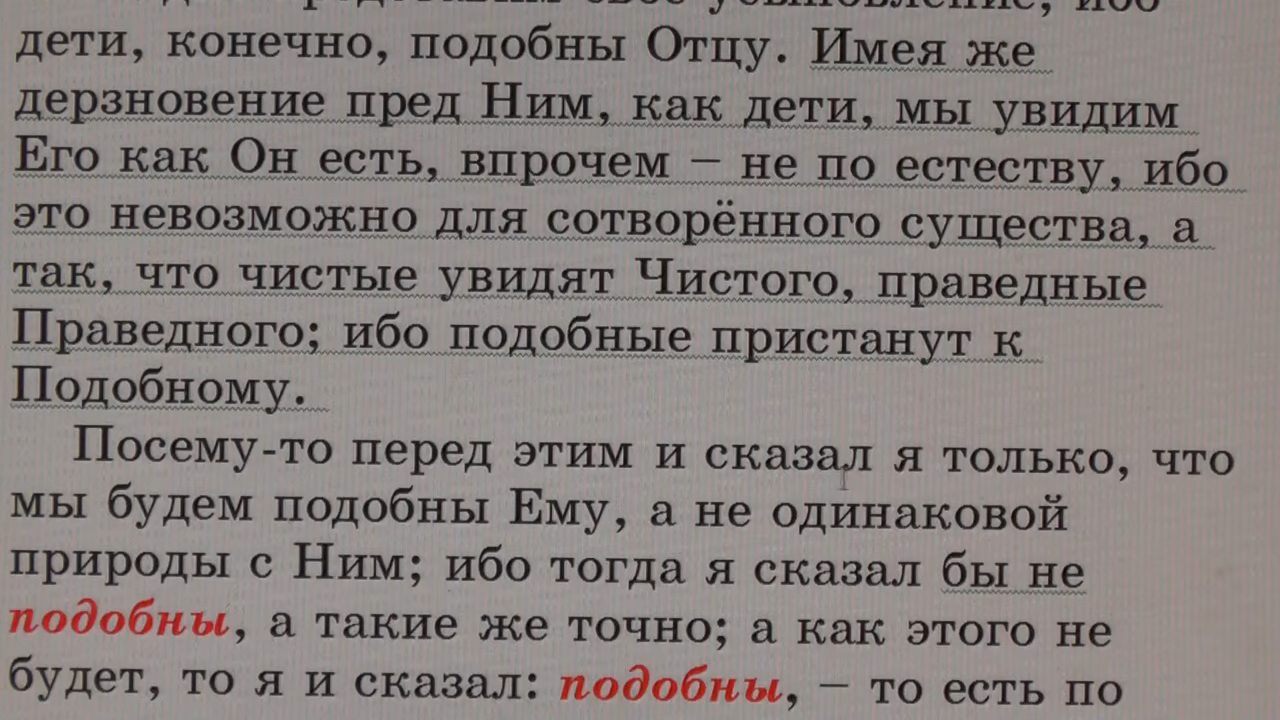 дети, конечно, подобны Отцу. Имея же
дерзновение пред Ним, как дети, мы увидим
Его как Он есть, впрочем – не по естеству, ибо
это невозможно для сотворённого существа, а
так, что чистые увидят Чистого, праведные
Праведного; ибо подобные пристанут к
Подобному.
Посему-то перед этим и сказал я только, что
мы будем подобны Ему, а не одинаковой
природы с Ним; ибо тогда я сказал бы не
подобны, а такие же точно; а как этого не
будет, то я и сказал: подобны, – то есть по